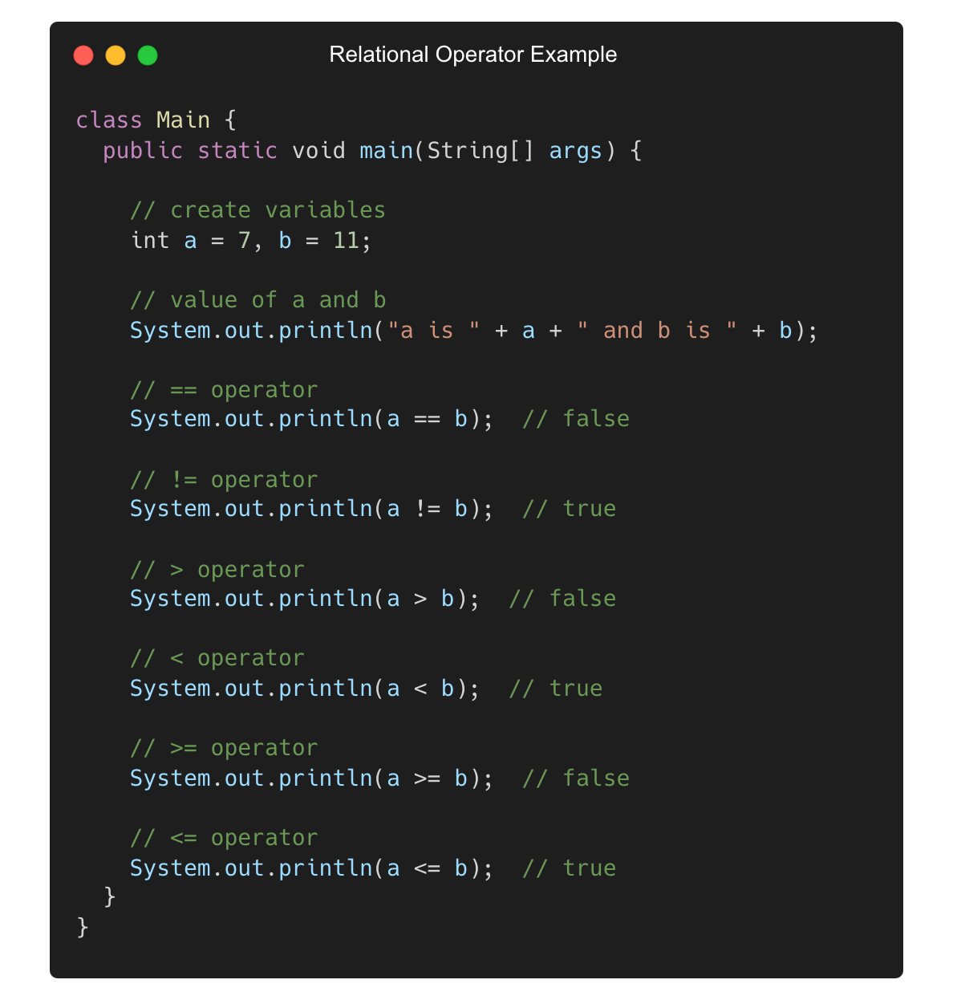 Relational Operator Example
class Main {
  public static void main(String[] args) {

    // create variables
    int a = 7, b = 11;

    // value of a and b
    System.out.println("a is " + a + " and b is " + b);

    // == operator
    System.out.println(a == b);  // false

    // != operator
    System.out.println(a != b);  // true

    // > operator
    System.out.println(a > b);  // false

    // < operator
    System.out.println(a < b);  // true

    // >= operator
    System.out.println(a >= b);  // false

    // <= operator
    System.out.println(a <= b);  // true
  }
}